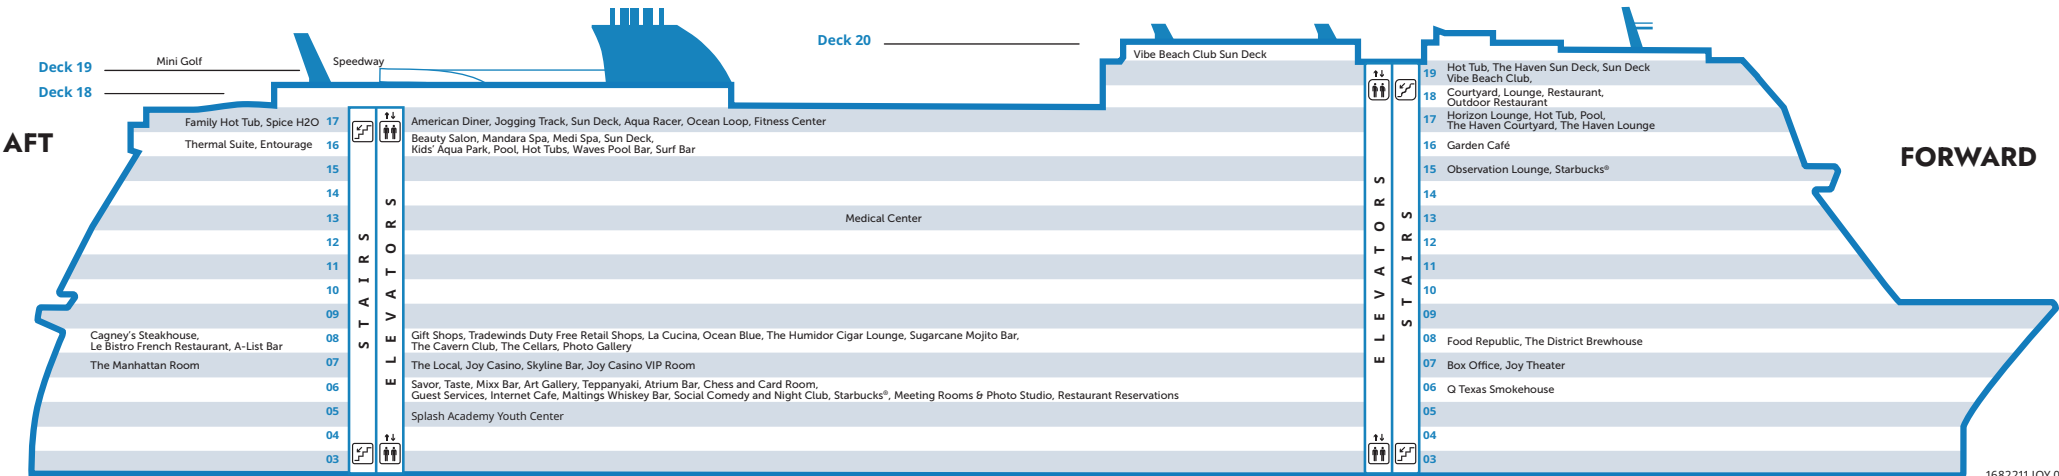 Deck 20
Vibe Beach Club Sun Deck
Deck 19
Mini Golf
Speedway
Deck 18
AFT
FORWARD
Family Hot Tub, Spice H2O 17
Thermal Suite, Entourage 16
15
14
13
12
11
10
09
Cagney's Steakhouse,
Le Bistro French Restaurant, A-List Bar
08
The Manhattan Room 07
06
05
04
03
STAIRS
ELEVATORS
American Diner, Jogging Track, Sun Deck, Aqua Racer, Ocean Loop, Fitness Center
Beauty Salon, Mandara Spa, Medi Spa, Sun Deck,
Kids' Aqua Park, Pool, Hot Tubs, Waves Pool Bar, Surf Bar
Medical Center
Gift Shops, Tradewinds Duty Free Retail Shops, La Cucina, Ocean Blue, The Humidor Cigar Lounge, Sugarcane Mojito Bar,
The Cavern Club, The Cellars, Photo Gallery
The Local, Joy Casino, Skyline Bar, Joy Casino VIP Room
Savor, Taste, Mixx Bar, Art Gallery, Teppanyaki, Atrium Bar, Chess and Card Room,
Guest Services, Internet Cafe, Maltings Whiskey Bar, Social Comedy and Night Club, Starbucks®, Meeting Rooms & Photo Studio, Restaurant Reservations
Splash Academy Youth Center
ELEVATORS
STAIRS
19 Hot Tub, The Haven Sun Deck, Sun Deck
Vibe Beach Club,
18 Courtyard, Lounge, Restaurant,
Outdoor Restaurant
17 Horizon Lounge, Hot Tub, Pool,
The Haven Courtyard, The Haven Lounge
16 Garden Café
15 Observation Lounge, Starbucks®
14
13
12
11
10
09
08 Food Republic, The District Brewhouse
07 Box Office, Joy Theater
06 Q Texas Smokehouse
05
04
03